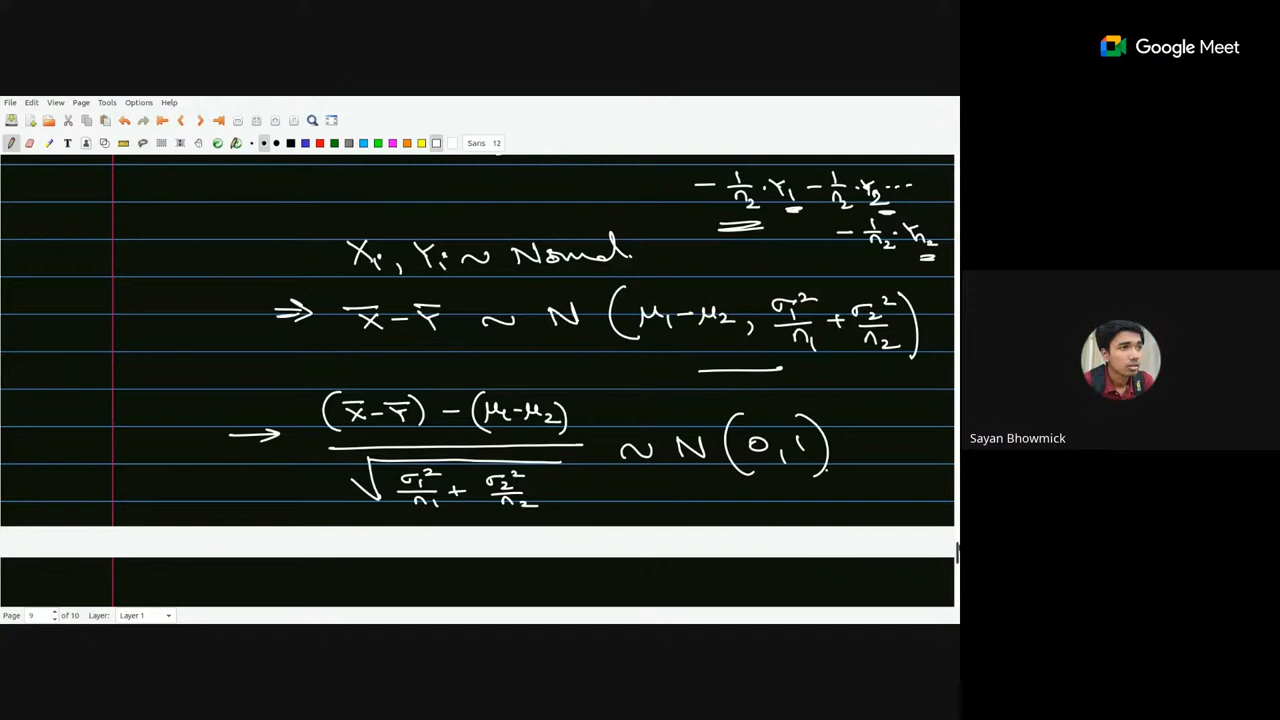 Google Meet
File Edit View Page Tools Options Help
Sans 12
− 1/n₂ · Y₁ − 1/n₂ · Y₂ ...
− 1/n₂ · Yn₂
Xᵢ, Yᵢ ~ Normal.
⇒ X̄ − Ȳ ~ N (μ₁−μ₂, σ₁²/n₁ + σ₂²/n₂)
→ ((X̄−Ȳ) − (μ₁−μ₂)) / √(σ₁²/n₁ + σ₂²/n₂) ~ N (0,1)
Sayan Bhowmick
Page 9 of 10 Layer: Layer 1